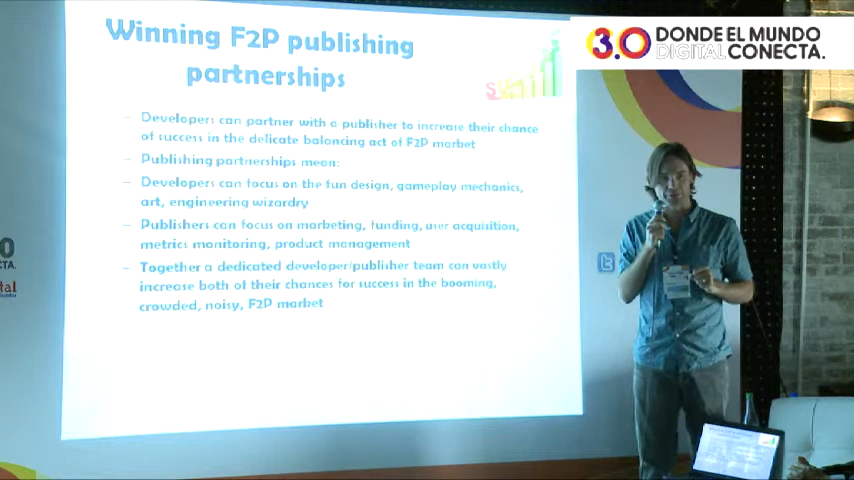 Winning F2P publishing
partnerships
3.0 DONDE EL MUNDO
DIGITAL CONECTA.
– Developers can partner with a publisher to increase their chance
of success in the delicate balancing act of F2P market
– Publishing partnerships mean:
– Developers can focus on the fun design, gameplay mechanics,
art, engineering wizardry
– Publishers can focus on marketing, funding, user acquisition,
metrics monitoring, product management
– Together a dedicated developer/publisher team can vastly
increase both of their chances for success in the booming,
crowded, noisy, F2P market